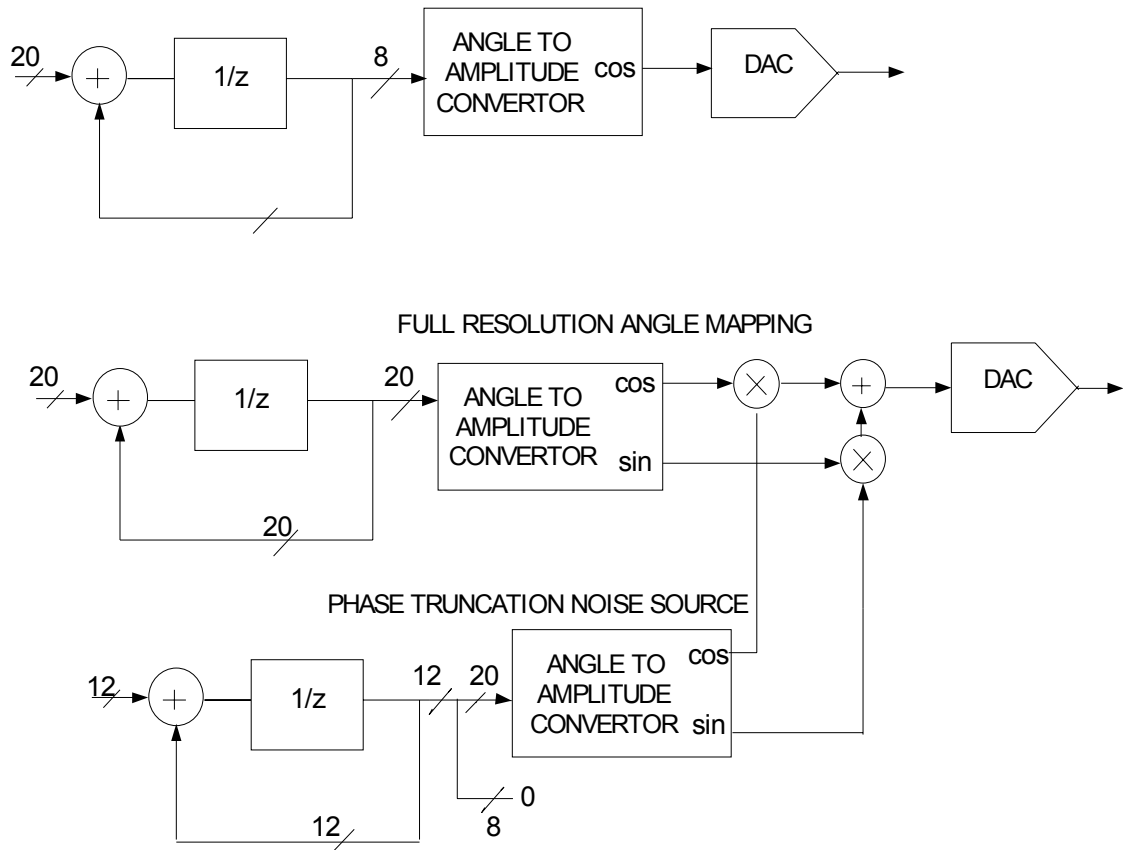 20
+
1/z
8
ANGLE TO
AMPLITUDE
CONVERTOR
cos
DAC
FULL RESOLUTION ANGLE MAPPING
20
+
1/z
20
ANGLE TO
AMPLITUDE
CONVERTOR
cos
sin
×
+
×
DAC
20
PHASE TRUNCATION NOISE SOURCE
12
+
1/z
12
20
ANGLE TO
AMPLITUDE
CONVERTOR
cos
sin
0
8
12